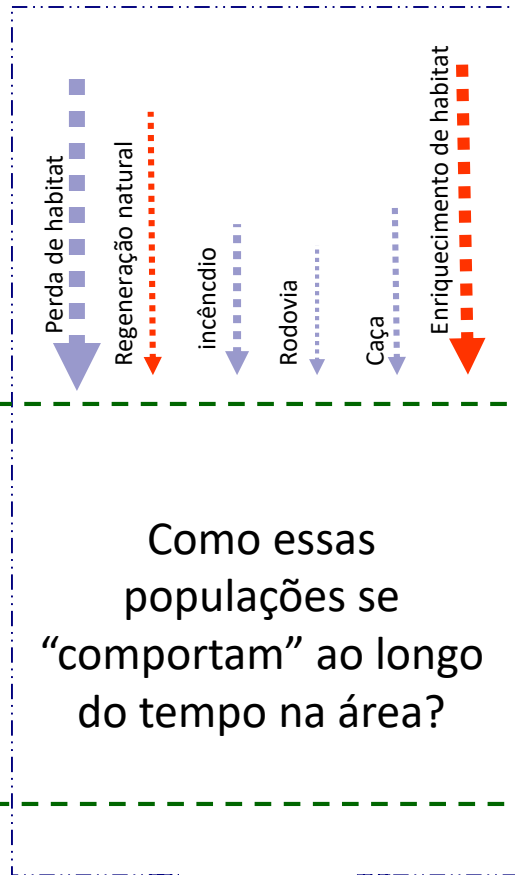 Perda de habitat
Regeneração natural
incêncdio
Rodovia
Caça
Enriquecimento de habitat
Como essas
populações se
“comportam” ao longo
do tempo na área?